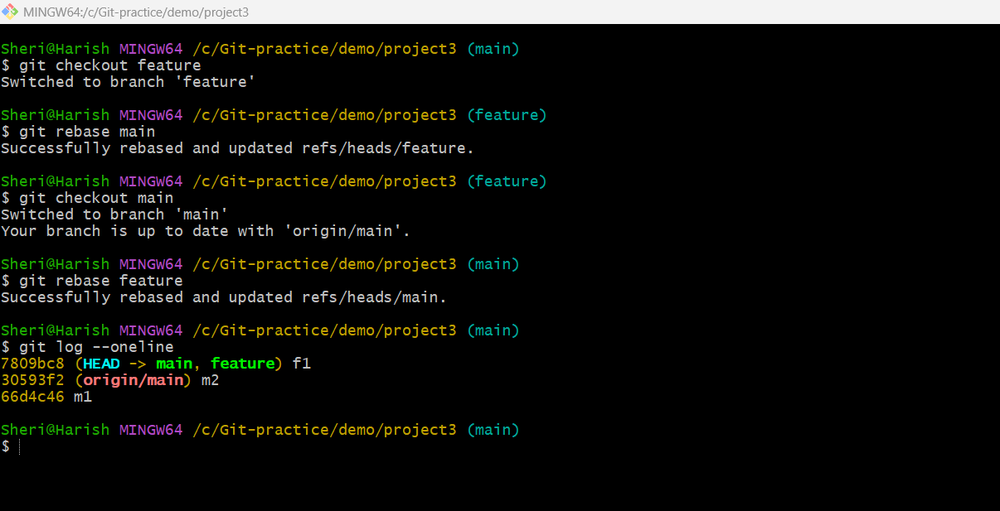 MINGW64:/c/Git-practice/demo/project3
Sheri@Harish MINGW64 /c/Git-practice/demo/project3 (main)
$ git checkout feature
Switched to branch 'feature'
Sheri@Harish MINGW64 /c/Git-practice/demo/project3 (feature)
$ git rebase main
Successfully rebased and updated refs/heads/feature.
Sheri@Harish MINGW64 /c/Git-practice/demo/project3 (feature)
$ git checkout main
Switched to branch 'main'
Your branch is up to date with 'origin/main'.
Sheri@Harish MINGW64 /c/Git-practice/demo/project3 (main)
$ git rebase feature
Successfully rebased and updated refs/heads/main.
Sheri@Harish MINGW64 /c/Git-practice/demo/project3 (main)
$ git log --oneline
7809bc8 (HEAD -> main, feature) f1
30593f2 (origin/main) m2
66d4c46 m1
Sheri@Harish MINGW64 /c/Git-practice/demo/project3 (main)
$